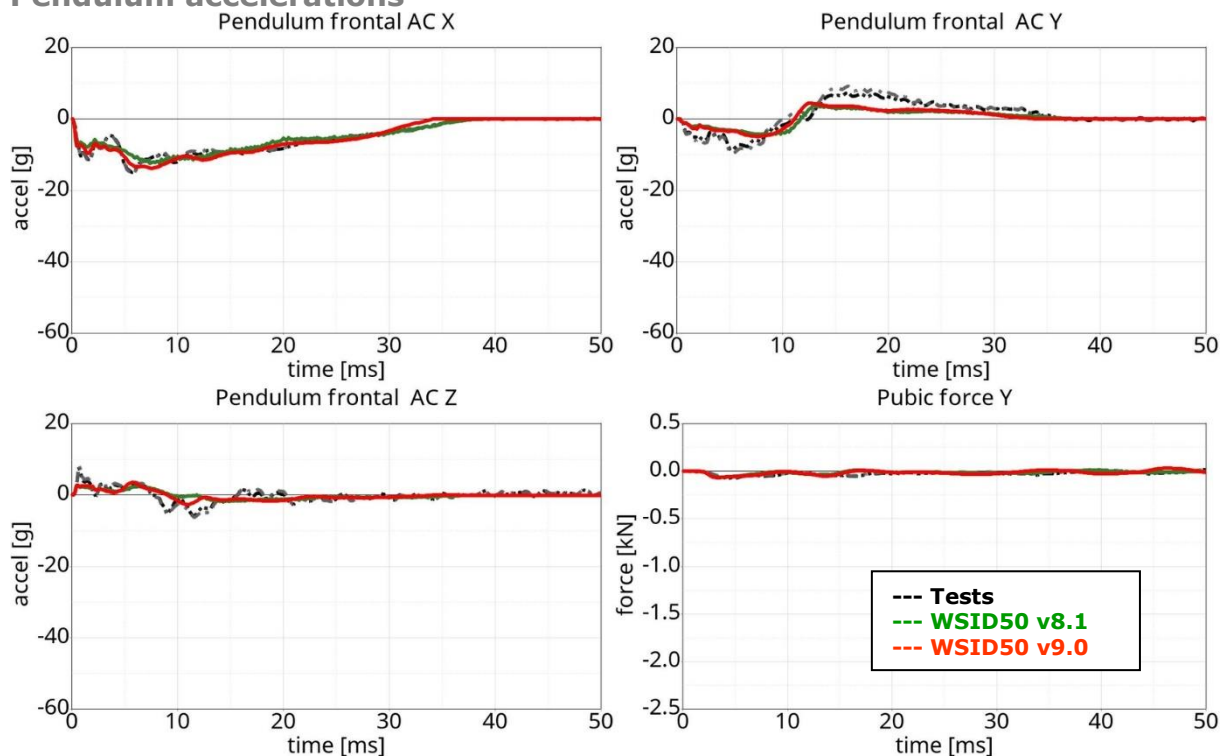 Pendulum accelerations
Pendulum frontal AC X
20
0
-20
-40
-60
accel [g]
0 10 20 30 40 50
time [ms]
Pendulum frontal  AC Y
20
0
-20
-40
-60
accel [g]
0 10 20 30 40 50
time [ms]
Pendulum frontal  AC Z
20
0
-20
-40
-60
accel [g]
0 10 20 30 40 50
time [ms]
Pubic force Y
0.5
0.0
-0.5
-1.0
-1.5
-2.0
-2.5
force [kN]
0 10 20 30 40 50
time [ms]
--- Tests
--- WSID50 v8.1
--- WSID50 v9.0